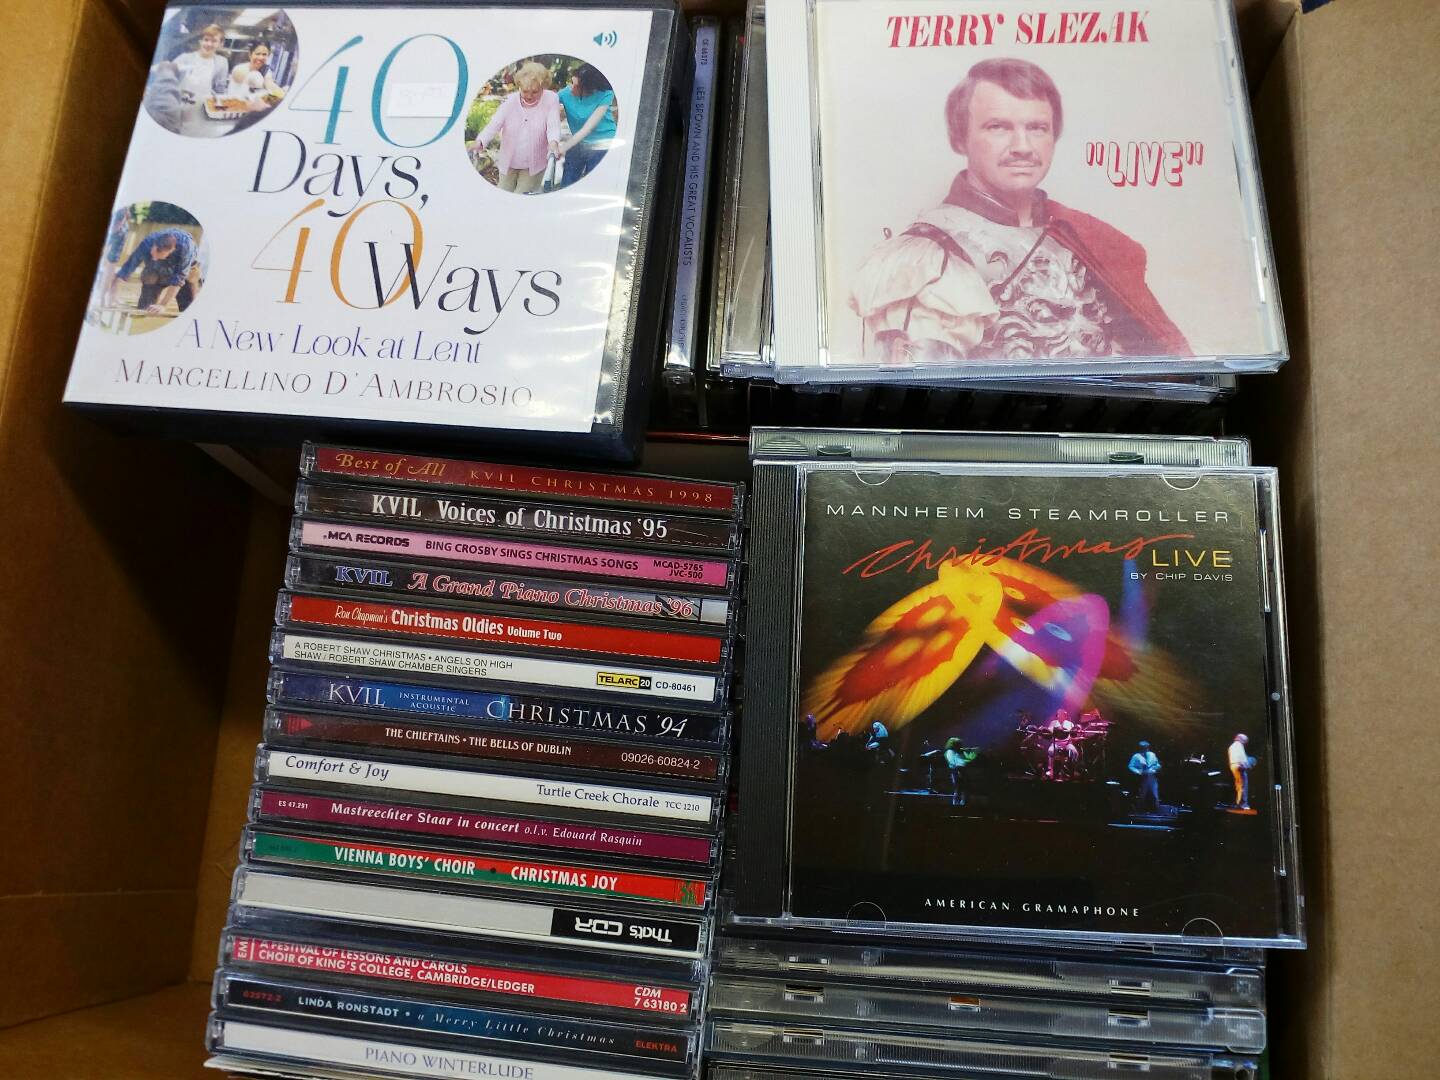 40
Days,
40 Ways
A New Look at Lent
MARCELLINO D'AMBROSIO
LES BROWN AND HIS GREAT VOCALISTS
TERRY SLEZAK
"LIVE"
Best of All KVIL CHRISTMAS 1998
KVIL Voices of Christmas '95
MCA RECORDS BING CROSBY SINGS CHRISTMAS SONGS MCAD-5765
JVC-500
KVIL A Grand Piano Christmas '96
Ron Chapman's Christmas Oldies Volume Two
A ROBERT SHAW CHRISTMAS • ANGELS ON HIGH
SHAW / ROBERT SHAW CHAMBER SINGERS
TELARC 20 CD-80461
KVIL INSTRUMENTAL
ACOUSTIC
CHRISTMAS '94
THE CHIEFTAINS • THE BELLS OF DUBLIN 09026-60824-2
Comfort & Joy
Turtle Creek Chorale TCC 1210
ES 47.291 Mastreechter Staar in concert o.l.v. Edouard Rasquin
VIENNA BOYS' CHOIR • CHRISTMAS JOY
That's CDR
EMI
A FESTIVAL OF LESSONS AND CAROLS
CHOIR OF KING'S COLLEGE, CAMBRIDGE/LEDGER
CDM
7 63180 2
LINDA RONSTADT • a Merry Little Christmas ELEKTRA
PIANO WINTERLUDE
MANNHEIM STEAMROLLER
Christmas LIVE
BY CHIP DAVIS
AMERICAN GRAMAPHONE